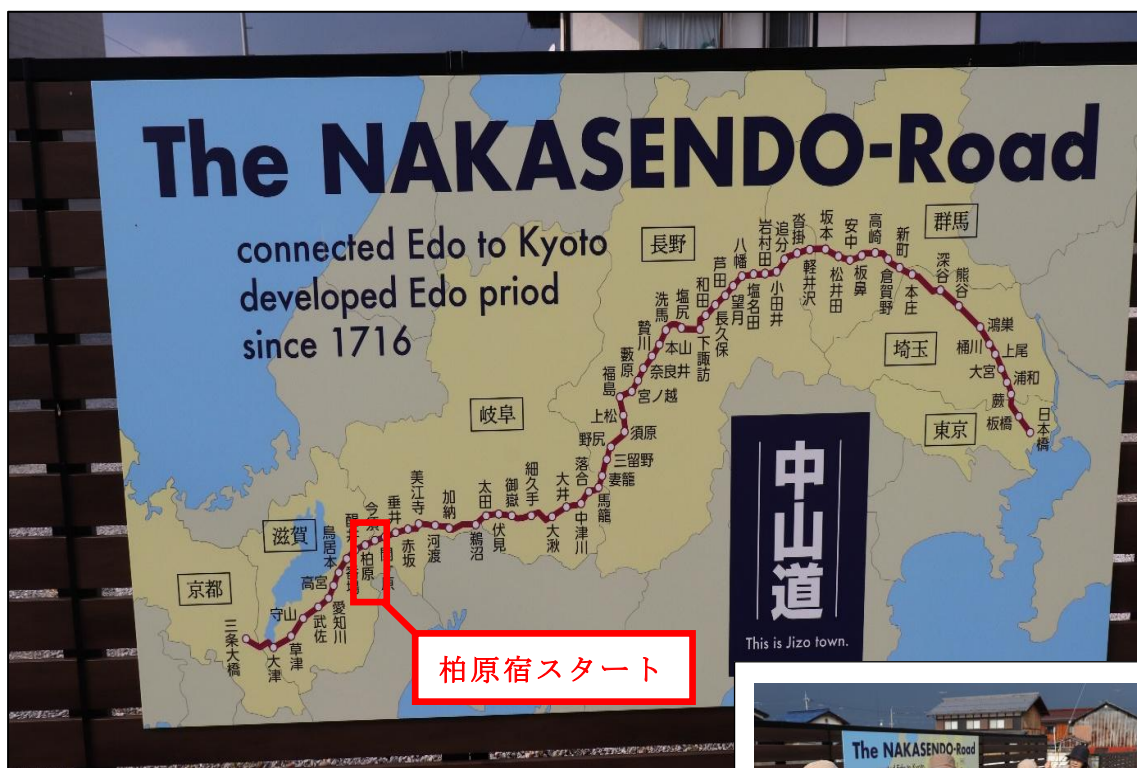 The NAKASENDO-Road
connected Edo to Kyoto
developed Edo priod
since 1716
長野
群馬
埼玉
東京
岐阜
滋賀
京都
日本橋
板橋
蕨
浦和
大宮
上尾
桶川
鴻巣
熊谷
深谷
本庄
新町
倉賀野
高崎
板鼻
安中
松井田
坂本
軽井沢
沓掛
追分
小田井
岩村田
塩名田
八幡
望月
芦田
長久保
和田
下諏訪
塩尻
洗馬
本山
贄川
奈良井
藪原
宮ノ越
福島
上松
須原
野尻
三留野
妻籠
馬籠
落合
中津川
大井
大湫
細久手
御嶽
伏見
太田
鵜沼
加納
河渡
美江寺
赤坂
垂井
今須
柏原
鳥居本
高宮
愛知川
武佐
守山
草津
大津
三条大橋
中山道
This is Jizo town.
柏原宿スタート
The NAKASENDO-Road